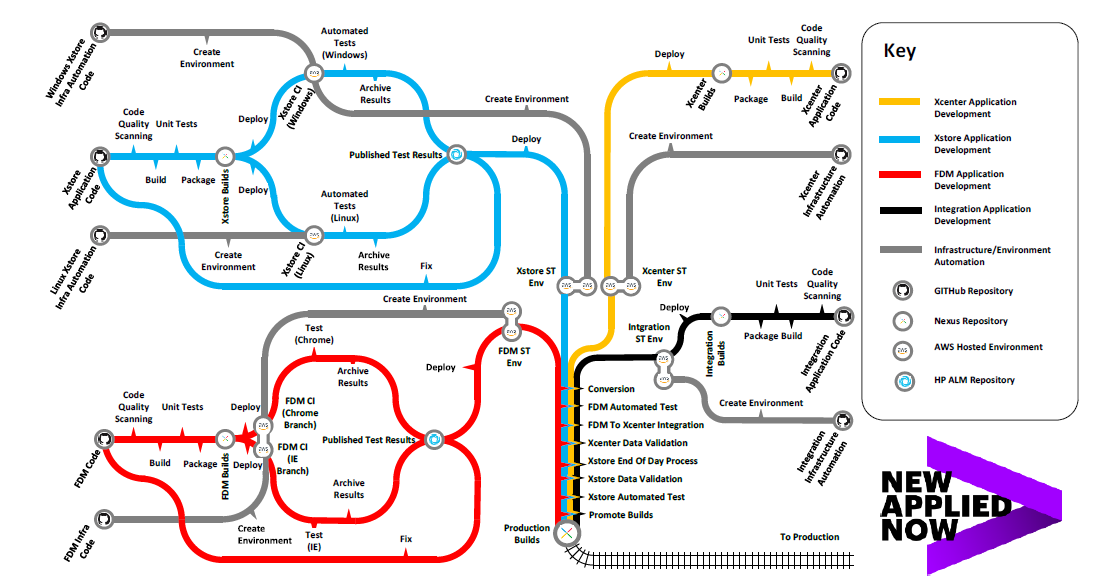 Windows Xstore
Infra Automation
Code
Create
Environment
Automated
Tests
(Windows)
Xstore CI
(Windows)
Archive
Results
Create Environment
Code
Quality
Scanning
Unit Tests
Deploy
Xstore
Application
Code
Build
Package
Xstore Builds
Deploy
Published Test Results
Deploy
Automated
Tests
(Linux)
Linux Xstore
Infra Automation
Code
Create
Environment
Xstore CI
(Linux)
Archive
Results
Fix
Xstore ST
Env
Xcenter ST
Env
Deploy
Xcenter
Builds
Unit Tests
Code
Quality
Scanning
Package
Build
Xcenter
Application
Code
Create Environment
Xcenter
Infrastructure
Automation
Create Environment
Test
(Chrome)
Archive
Results
FDM ST
Env
Deploy
Code
Quality
Scanning
Unit Tests
Deploy
FDM CI
(Chrome
Branch)
FDM Code
Build
Package
FDM Builds
Deploy
FDM CI
(IE
Branch)
Published Test Results
Archive
Results
FDM Infra
Code
Create
Environment
Test
(IE)
Fix
Intgration
ST Env
Deploy
Integration
Builds
Unit Tests
Code
Quality
Scanning
Package Build
Integration
Application Code
Create Environment
Integration
Infrastructure
Automation
Conversion
FDM Automated Test
FDM To Xcenter Integration
Xcenter Data Validation
Xstore End Of Day Process
Xstore Data Validation
Xstore Automated Test
Promote Builds
Production
Builds
To Production
Key
Xcenter Application
Development
Xstore Application
Development
FDM Application
Development
Integration Application
Development
Infrastructure/Environment
Automation
GITHub Repository
Nexus Repository
AWS Hosted Environment
HP ALM Repository
NEW
APPLIED
NOW